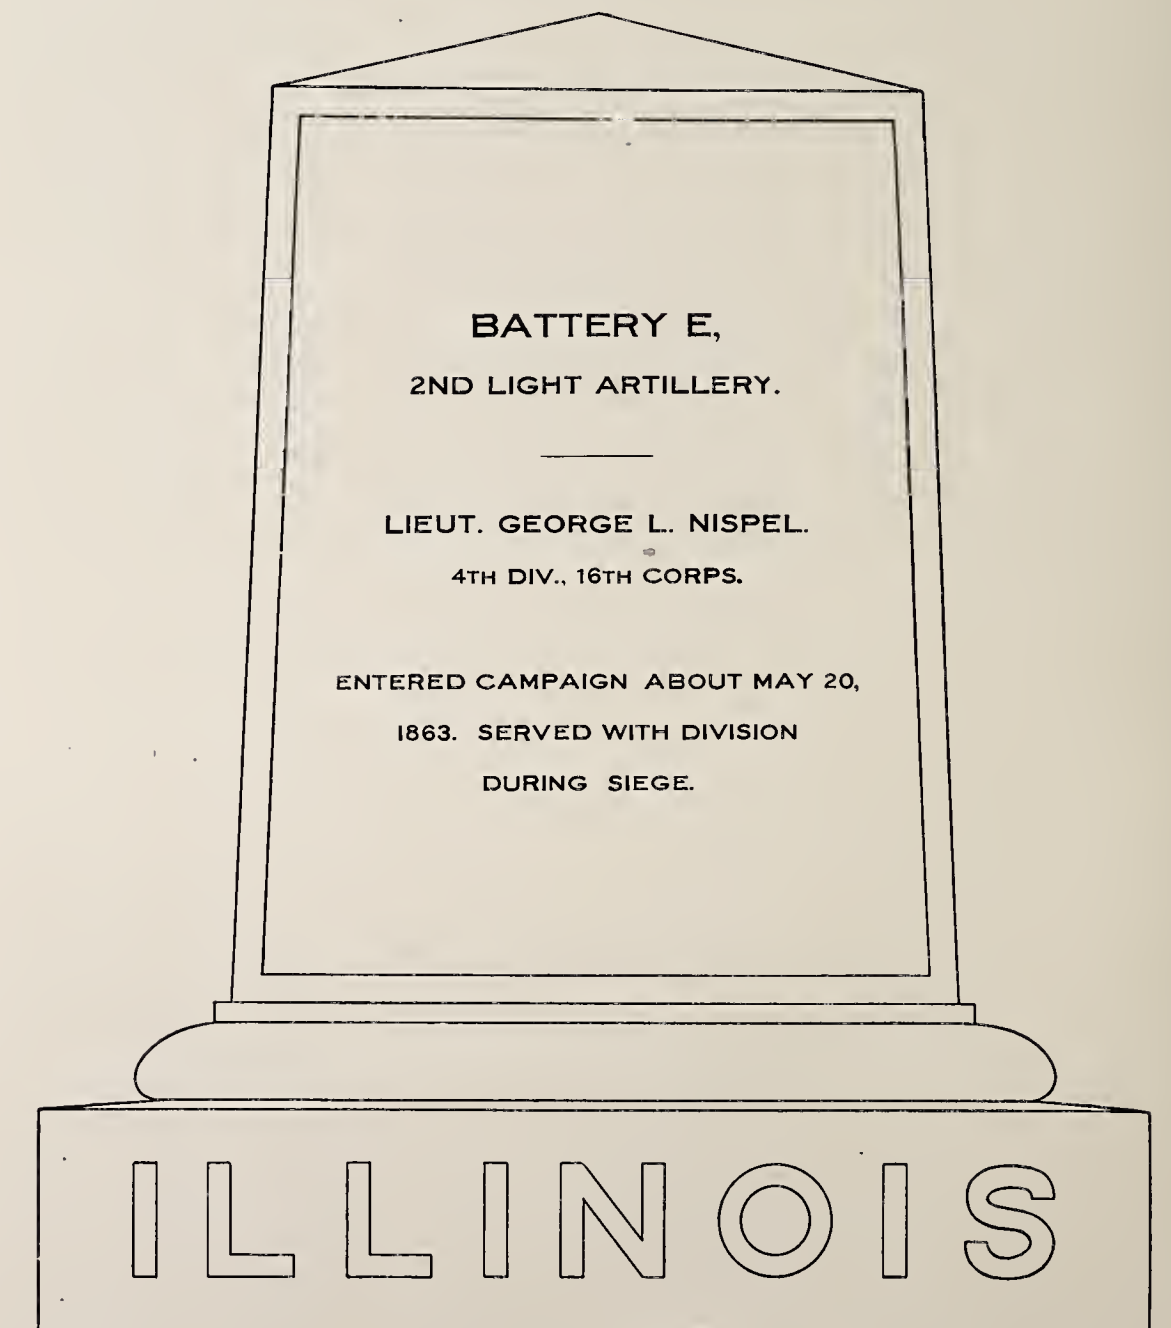 BATTERY E,
2ND LIGHT ARTILLERY.
LIEUT. GEORGE L. NISPEL.
4TH DIV., 16TH CORPS.
ENTERED CAMPAIGN ABOUT MAY 20,
1863. SERVED WITH DIVISION
DURING SIEGE.
ILLINOIS